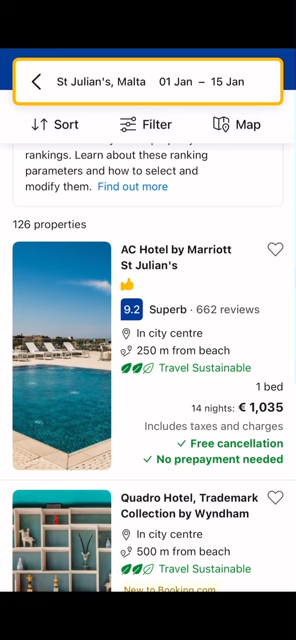 St Julian's, Malta 01 Jan – 15 Jan
Sort Filter Map
rankings. Learn about these ranking
parameters and how to select and
modify them. Find out more
126 properties
AC Hotel by Marriott
St Julian's
9.2 Superb · 662 reviews
In city centre
250 m from beach
Travel Sustainable
1 bed
14 nights: € 1,035
Includes taxes and charges
Free cancellation
No prepayment needed
Quadro Hotel, Trademark
Collection by Wyndham
In city centre
500 m from beach
Travel Sustainable
New to Booking.com